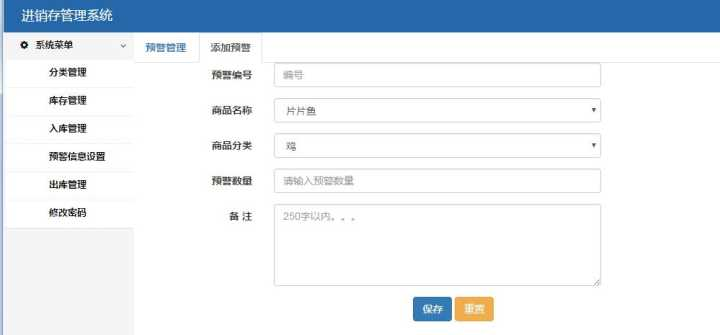 进销存管理系统
系统菜单
分类管理
库存管理
入库管理
预警信息设置
出库管理
修改密码
预警管理 添加预警
预警编号 编号
商品名称 片片鱼
商品分类 鸡
预警数量 请输入预警数量
备 注 250字以内。。。
保存 重置